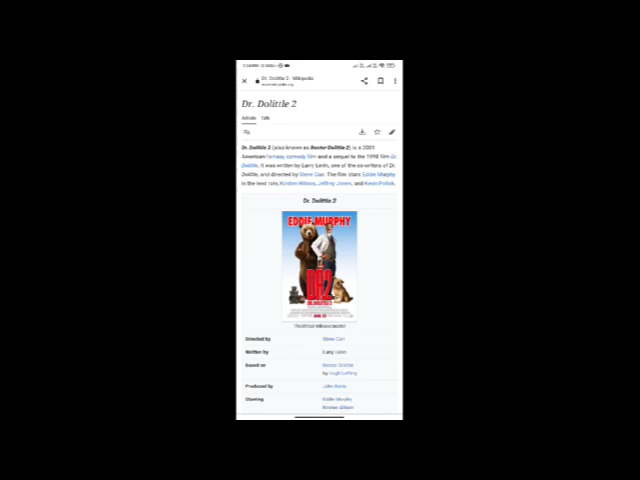 Dr. Dolittle 2 - Wikipedia
Dr. Dolittle 2
Article Talk
Dr. Dolittle 2 (also known as Doctor Dolittle 2) is a 2001
American fantasy comedy film and a sequel to the 1998 film Dr.
Dolittle. It was written by Larry Levin, one of the co-writers of Dr.
Dolittle, and directed by Steve Carr. The film stars Eddie Murphy
in the lead role, Kristen Wilson, Jeffrey Jones, and Kevin Pollak.
Dr. Dolittle 2
EDDIE MURPHY
DR2
DR. DOLITTLE 2
Theatrical release poster
Directed by Steve Carr
Written by Larry Levin
Based on Doctor Dolittle
by Hugh Lofting
Produced by John Davis
Starring Eddie Murphy
Kristen Wilson